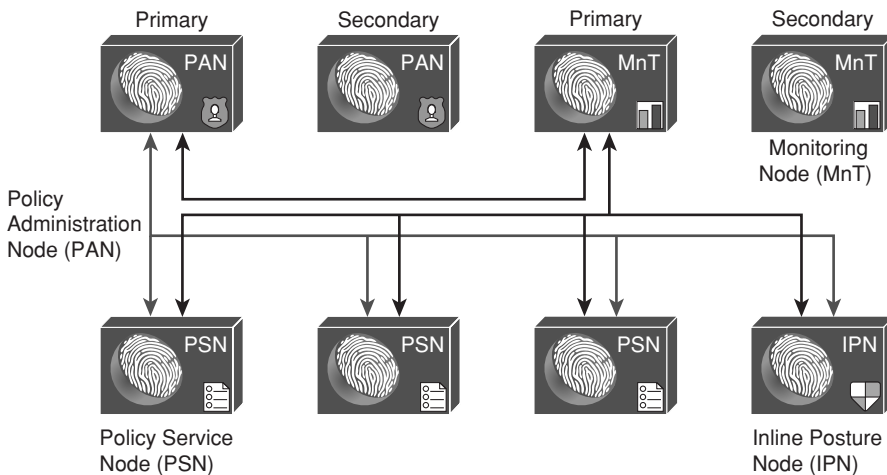 Primary
Secondary
Primary
Secondary
PAN
PAN
MnT
MnT
Monitoring
Node (MnT)
Policy
Administration
Node (PAN)
PSN
PSN
PSN
IPN
Policy Service
Node (PSN)
Inline Posture
Node (IPN)